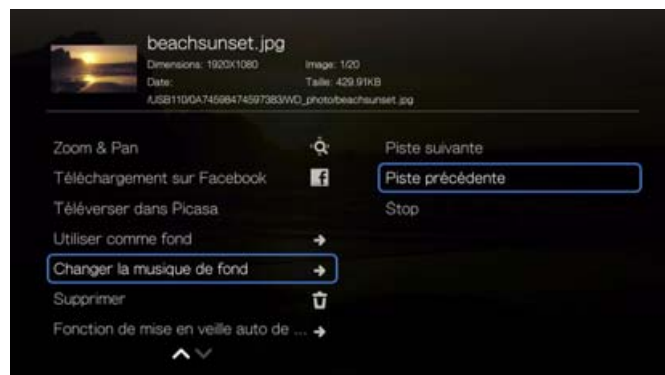 beachsunset.jpg
Dimensions: 1920X1080 Image: 1/20
Date: Taille: 429.91KB
/USB110/0A74598474597383/WD_photo/beachsunset.jpg
Zoom & Pan
Téléchargement sur Facebook
Téléverser dans Picasa
Utiliser comme fond
Changer la musique de fond
Supprimer
Fonction de mise en veille auto de ...
Piste suivante
Piste précédente
Stop